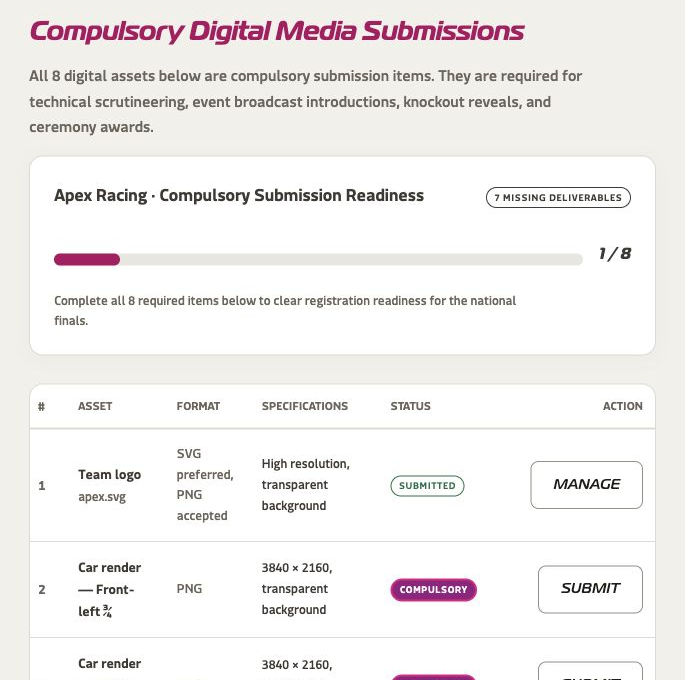 Compulsory Digital Media Submissions
All 8 digital assets below are compulsory submission items. They are required for
technical scrutineering, event broadcast introductions, knockout reveals, and
ceremony awards.
Apex Racing · Compulsory Submission Readiness
7 MISSING DELIVERABLES
1 / 8
Complete all 8 required items below to clear registration readiness for the national
finals.
# ASSET FORMAT SPECIFICATIONS STATUS ACTION
1
Team logo
apex.svg
SVG
preferred,
PNG
accepted
High resolution,
transparent
background
SUBMITTED
MANAGE
2
Car render
— Front-
left ¾
PNG
3840 × 2160,
transparent
background
COMPULSORY
SUBMIT
Car render
3840 × 2160,